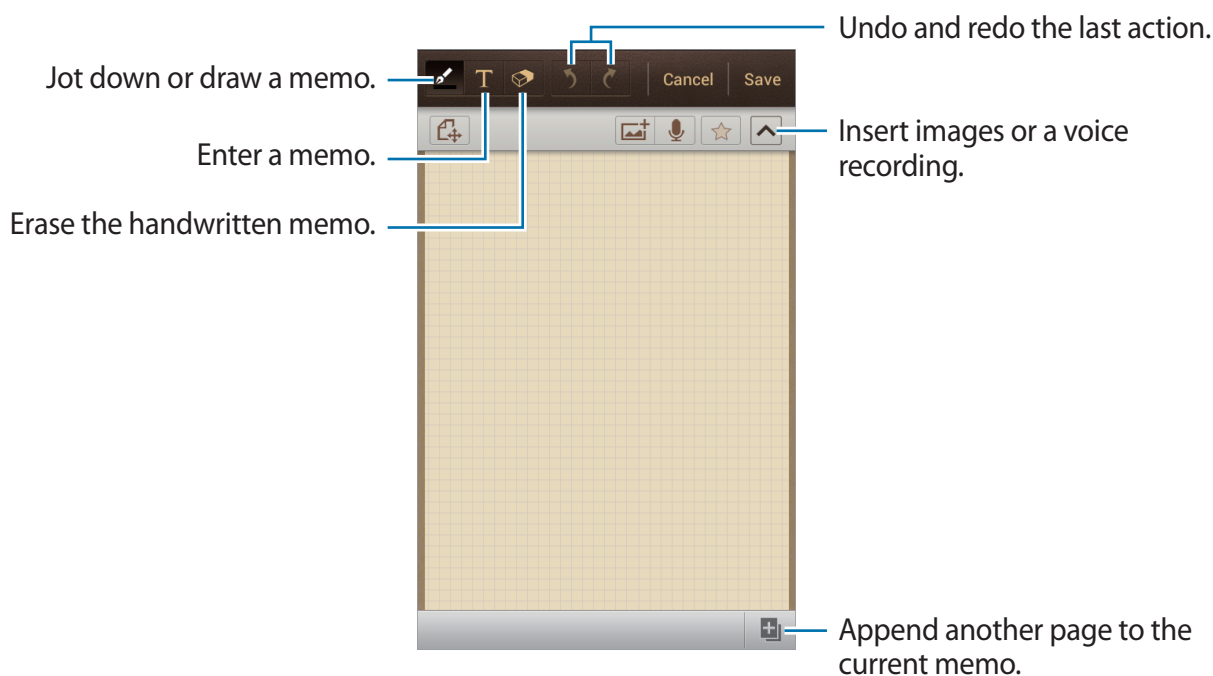 Undo and redo the last action.
Jot down or draw a memo.
T
Cancel
Save
Insert images or a voice
recording.
Enter a memo.
Erase the handwritten memo.
Append another page to the
current memo.